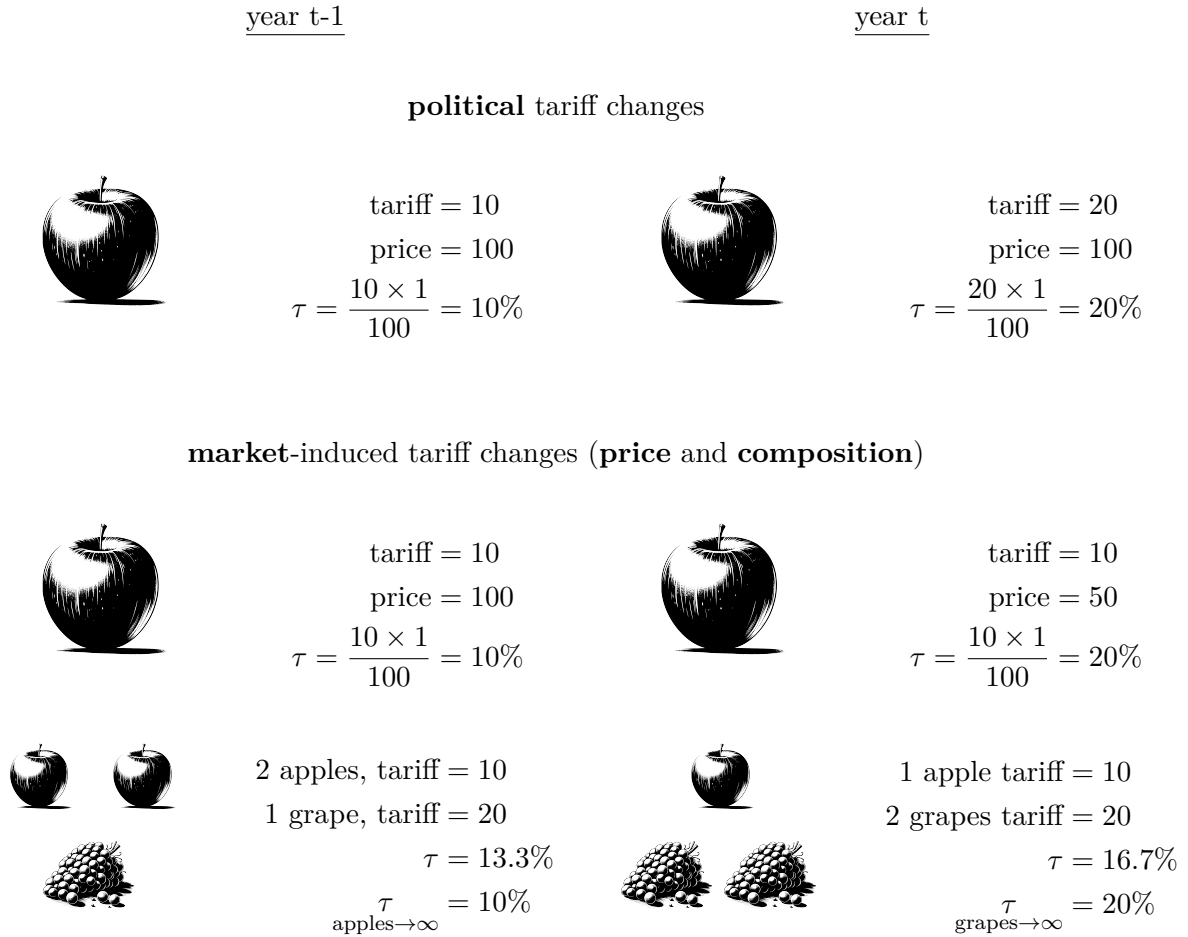 year t-1
year t
political tariff changes
tariff = 10
price = 100
τ = 10 × 1 / 100 = 10%
tariff = 20
price = 100
τ = 20 × 1 / 100 = 20%
market-induced tariff changes (price and composition)
tariff = 10
price = 100
τ = 10 × 1 / 100 = 10%
tariff = 10
price = 50
τ = 10 × 1 / 100 = 20%
2 apples, tariff = 10
1 grape, tariff = 20
τ = 13.3%
τ = 10%
apples→∞
1 apple tariff = 10
2 grapes tariff = 20
τ = 16.7%
τ = 20%
grapes→∞